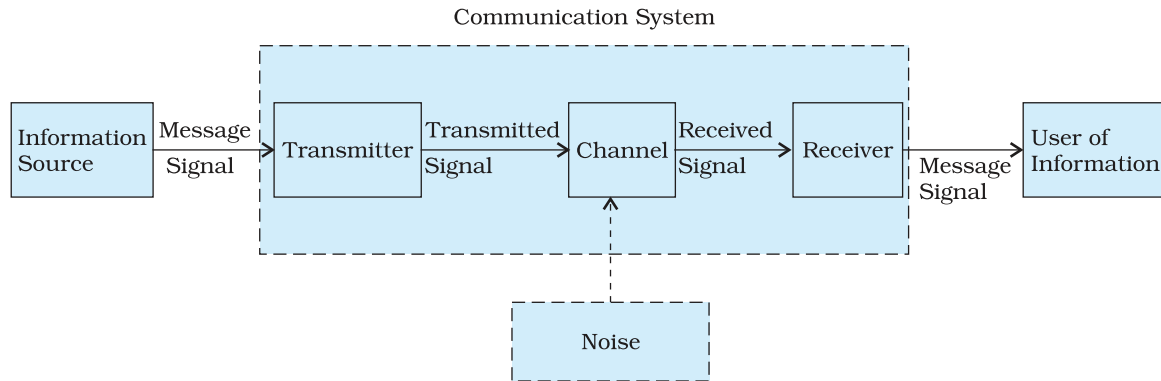 Communication System
Information
Source
Message
Signal
Transmitter
Transmitted
Signal
Channel
Received
Signal
Receiver
Message
Signal
User of
Information
Noise